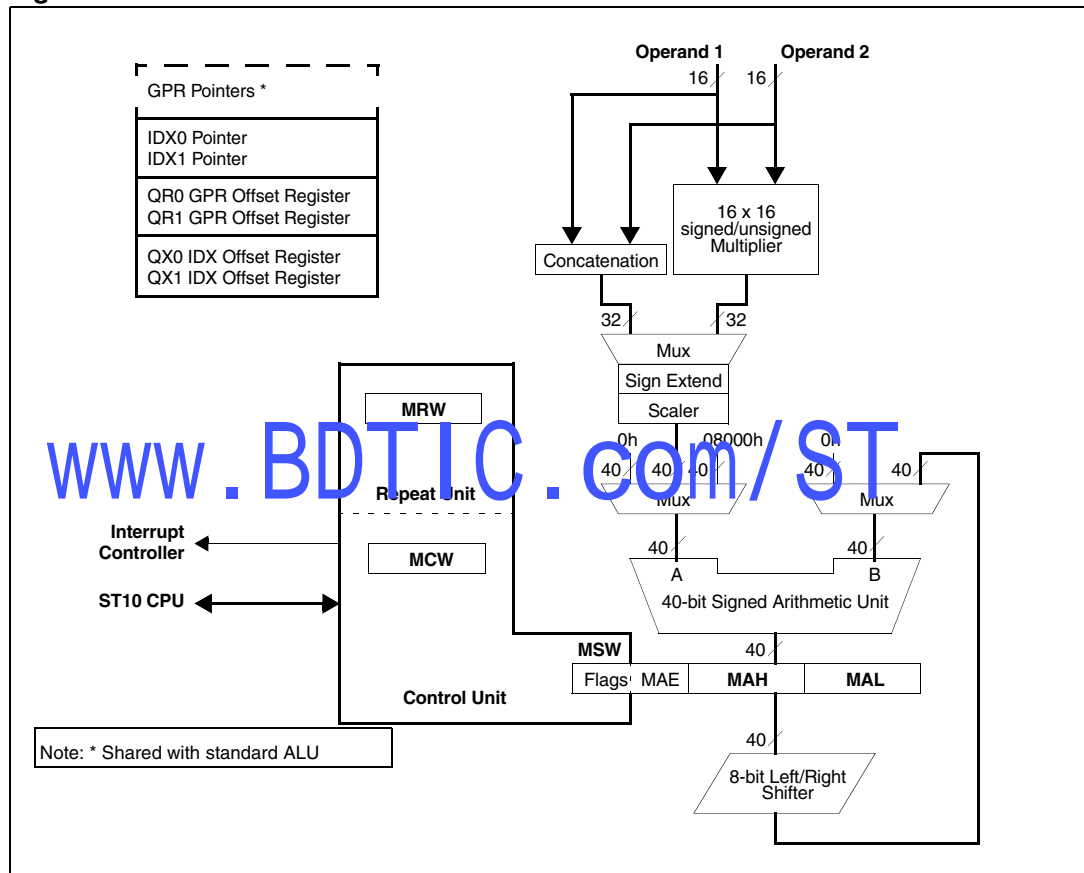 Operand 1 Operand 2
16 16
GPR Pointers *
IDX0 Pointer
IDX1 Pointer
QR0 GPR Offset Register
QR1 GPR Offset Register
QX0 IDX Offset Register
QX1 IDX Offset Register
16 x 16
signed/unsigned
Multiplier
Concatenation
32 32
Mux
Sign Extend
Scaler
MRW
0h 08000h 0h
www.BDTIC.com/ST
40 40 40 40 40
Repeat Unit
Mux Mux
Interrupt
Controller
MCW
40 40
A B
40-bit Signed Arithmetic Unit
ST10 CPU
MSW
40
Flags MAE MAH MAL
Control Unit
40
Note: * Shared with standard ALU
8-bit Left/Right
Shifter